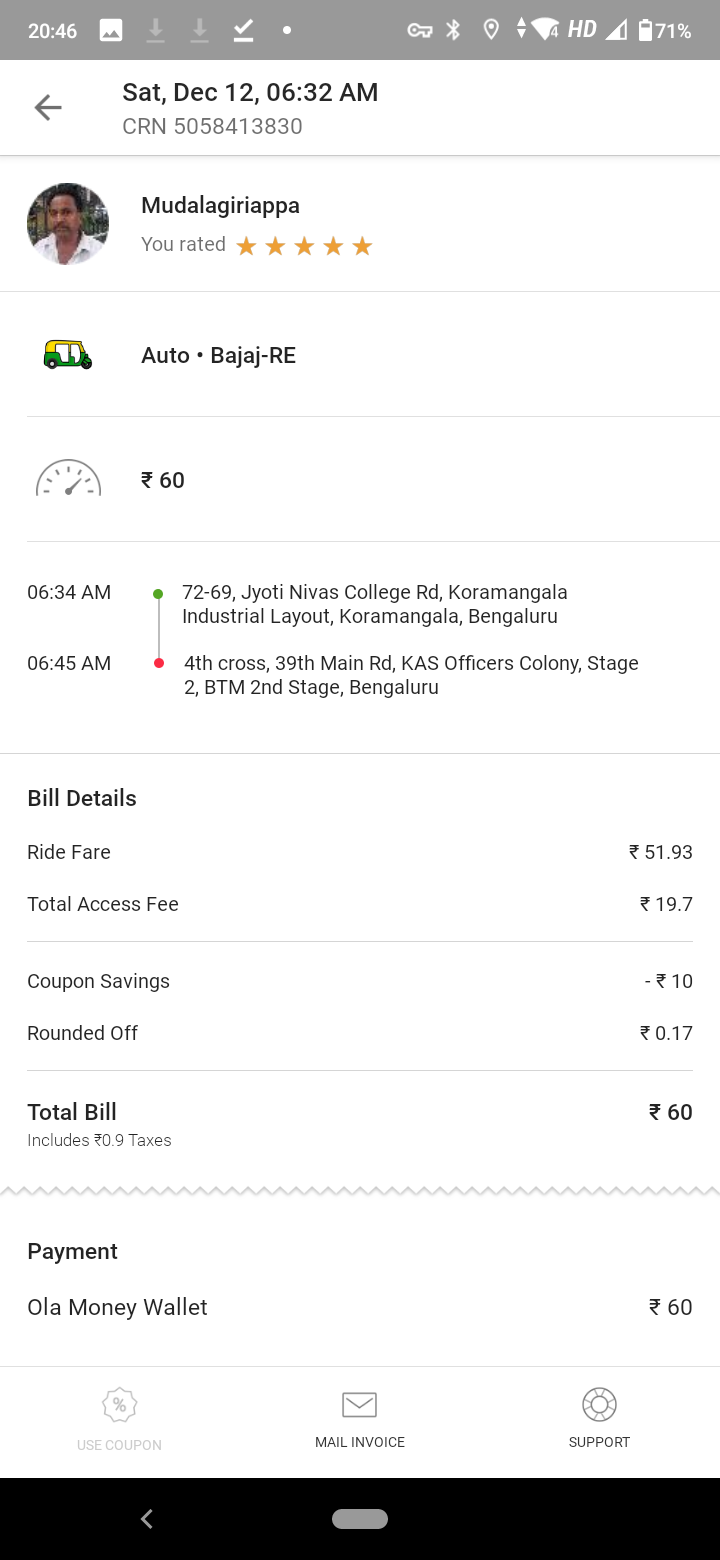 20:46
4 HD 71%
Sat, Dec 12, 06:32 AM
CRN 5058413830
Mudalagiriappa
You rated
Auto • Bajaj-RE
₹ 60
06:34 AM 72-69, Jyoti Nivas College Rd, Koramangala
Industrial Layout, Koramangala, Bengaluru
06:45 AM 4th cross, 39th Main Rd, KAS Officers Colony, Stage
2, BTM 2nd Stage, Bengaluru
Bill Details
Ride Fare ₹ 51.93
Total Access Fee ₹ 19.7
Coupon Savings - ₹ 10
Rounded Off ₹ 0.17
Total Bill ₹ 60
Includes ₹0.9 Taxes
Payment
Ola Money Wallet ₹ 60
%
USE COUPON
MAIL INVOICE
SUPPORT